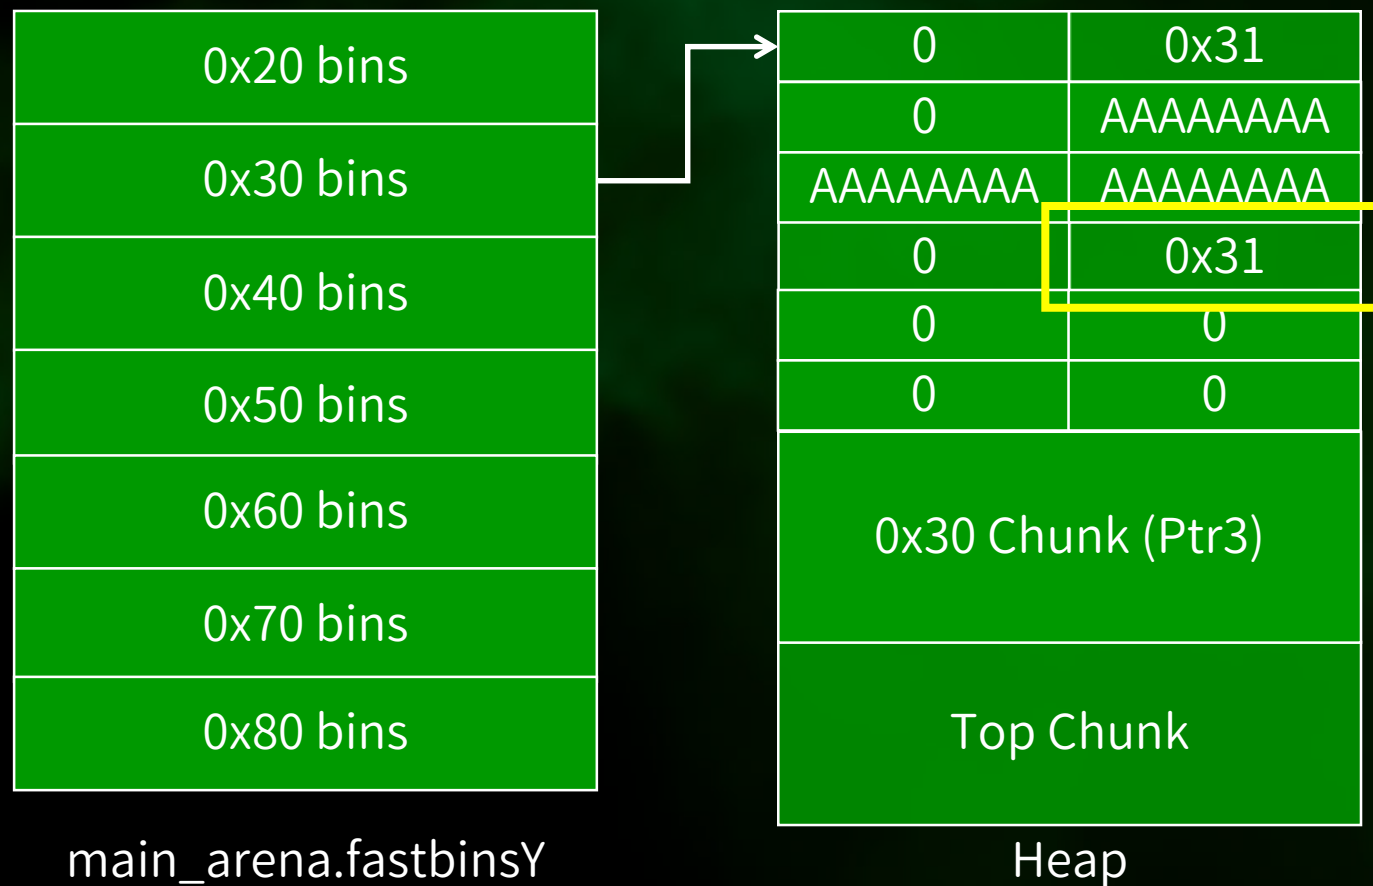 0x20 bins
0x30 bins
0x40 bins
0x50 bins
0x60 bins
0x70 bins
0x80 bins
main_arena.fastbinsY
0 0x31
0 AAAAAAAA
AAAAAAAA AAAAAAAA
0 0x31
0 0
0 0
0x30 Chunk (Ptr3)
Top Chunk
Heap